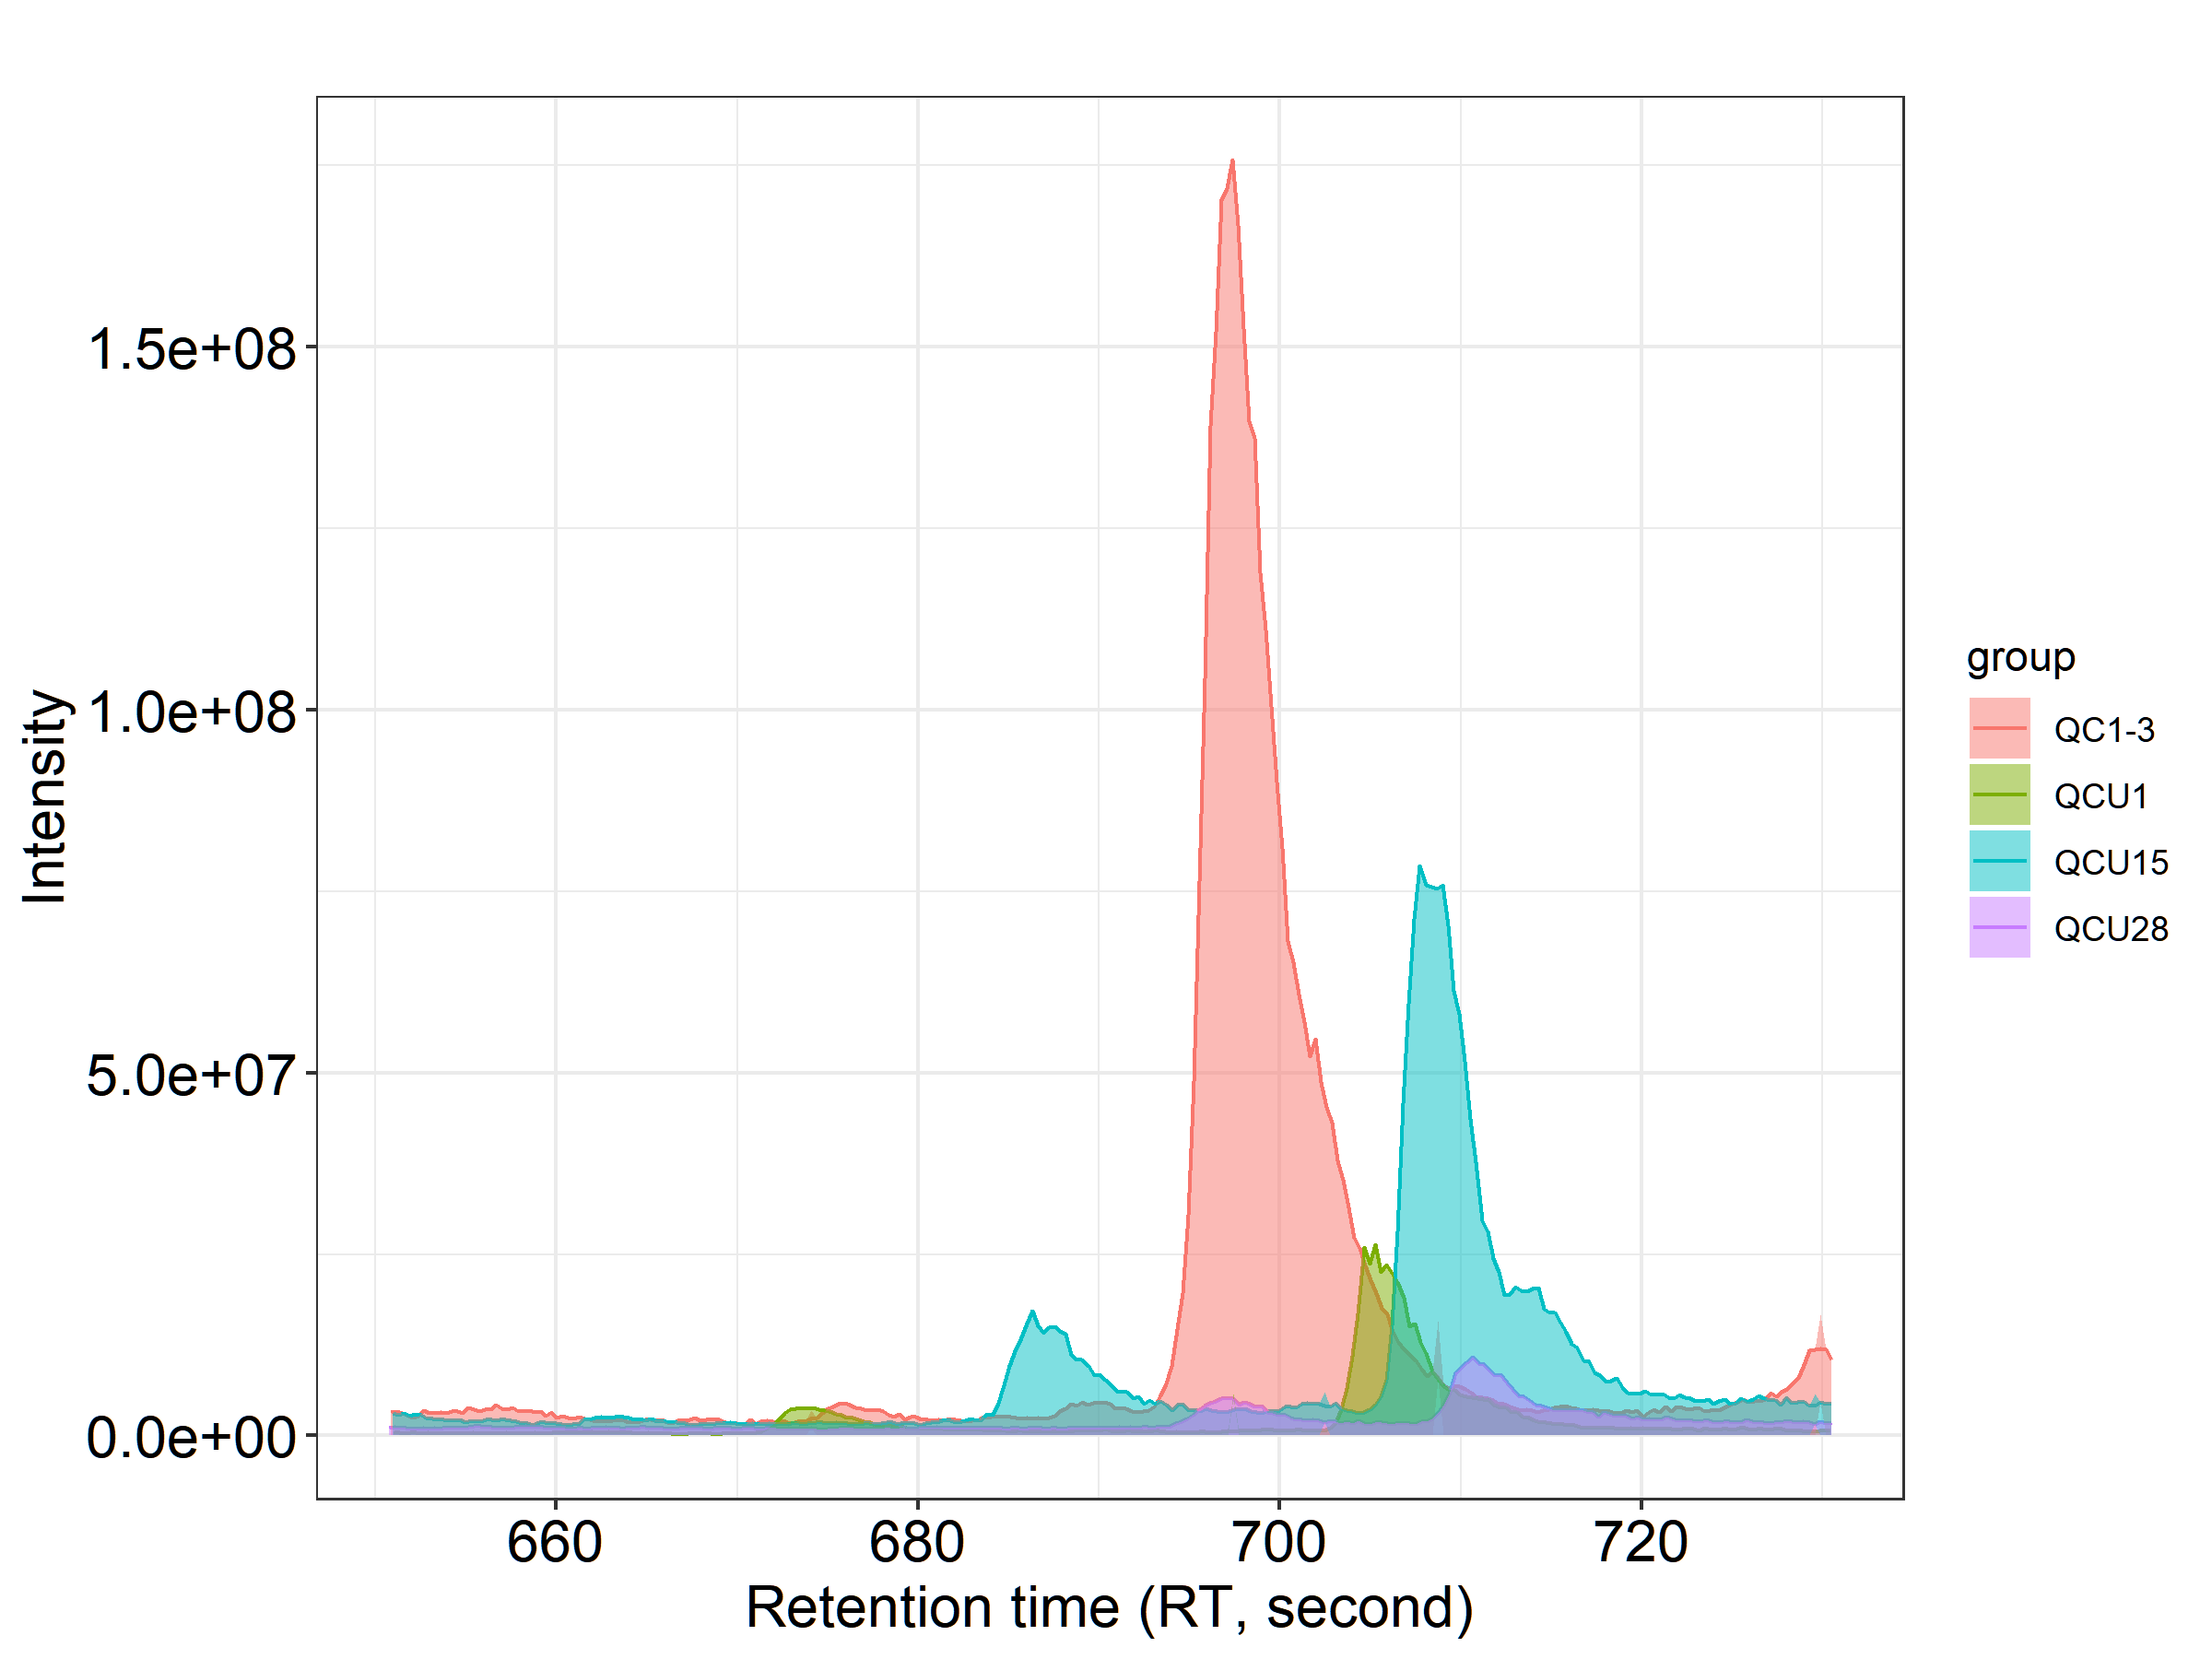 1.5e+08
1.0e+08
5.0e+07
0.0e+00
Intensity
660 680 700 720
Retention time (RT, second)
group
QC1-3
QCU1
QCU15
QCU28